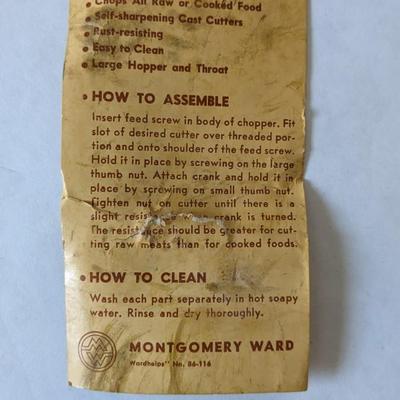 • Chops All Raw or Cooked Food
• Self-sharpening Cast Cutters
• Rust-resisting
• Easy to Clean
• Large Hopper and Throat
• HOW TO ASSEMBLE
Insert feed screw in body of chopper. Fit
slot of desired cutter over threaded por-
tion and onto shoulder of the feed screw.
Hold it in place by screwing on the large
thumb nut. Attach crank and hold it in
place by screwing on small thumb nut.
Tighten nut on cutter until there is a
slight crank is turned.
The should be greater for cut-
ting raw meats than for cooked foods.
• HOW TO CLEAN
Wash each part separately in hot soapy
water. Rinse and dry thoroughly.
MONTGOMERY WARD
Wardhelps" No. 86-116